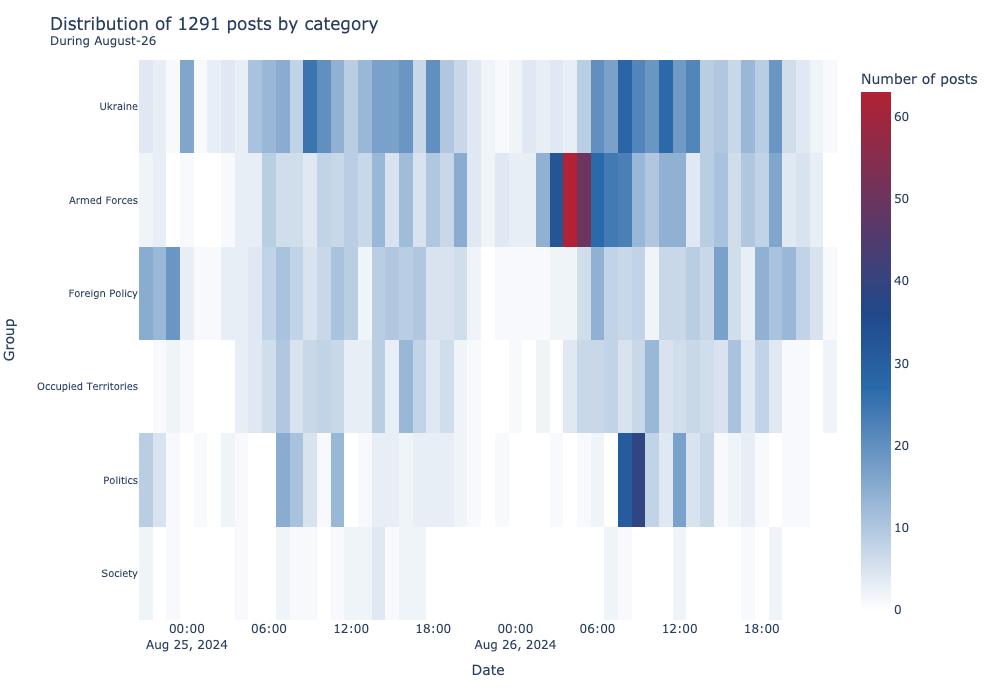 Distribution of 1291 posts by category
During August-26
Number of posts
Ukraine
Armed Forces
Foreign Policy
Occupied Territories
Politics
Society
Group
60
50
40
30
20
10
0
00:00 06:00 12:00 18:00 00:00 06:00 12:00 18:00
Aug 25, 2024 Aug 26, 2024
Date